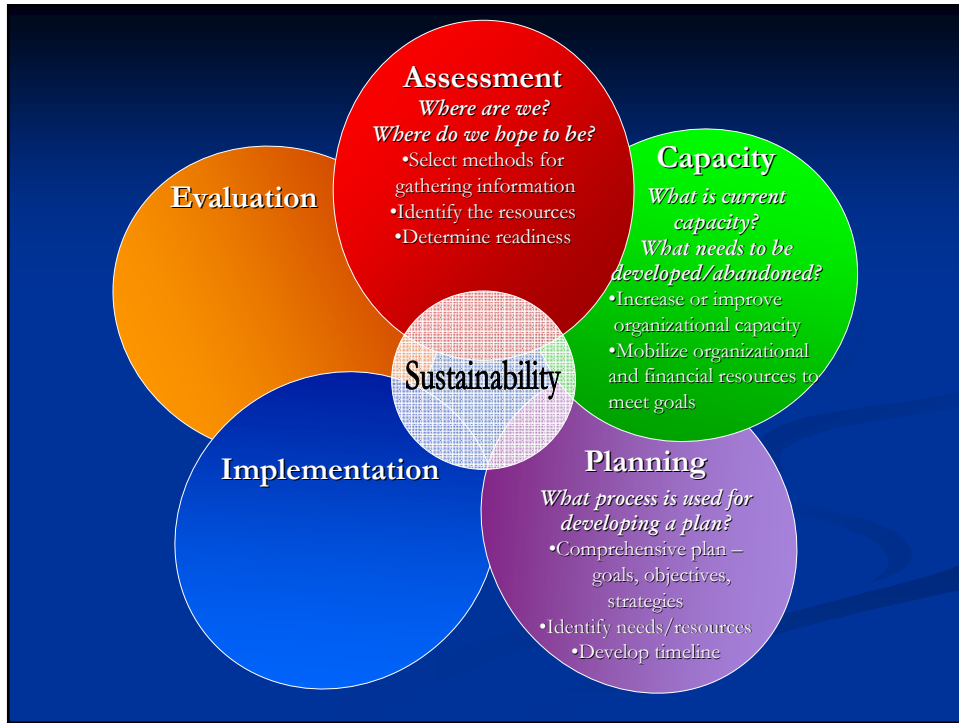 Assessment
Where are we?
Where do we hope to be?
•Select methods for
gathering information
•Identify the resources
•Determine readiness
Capacity
What is current
capacity?
What needs to be
developed/abandoned?
•Increase or improve
organizational capacity
•Mobilize organizational
and financial resources to
meet goals
Planning
What process is used for
developing a plan?
•Comprehensive plan –
goals, objectives,
strategies
•Identify needs/resources
•Develop timeline
Implementation
Evaluation
Sustainability